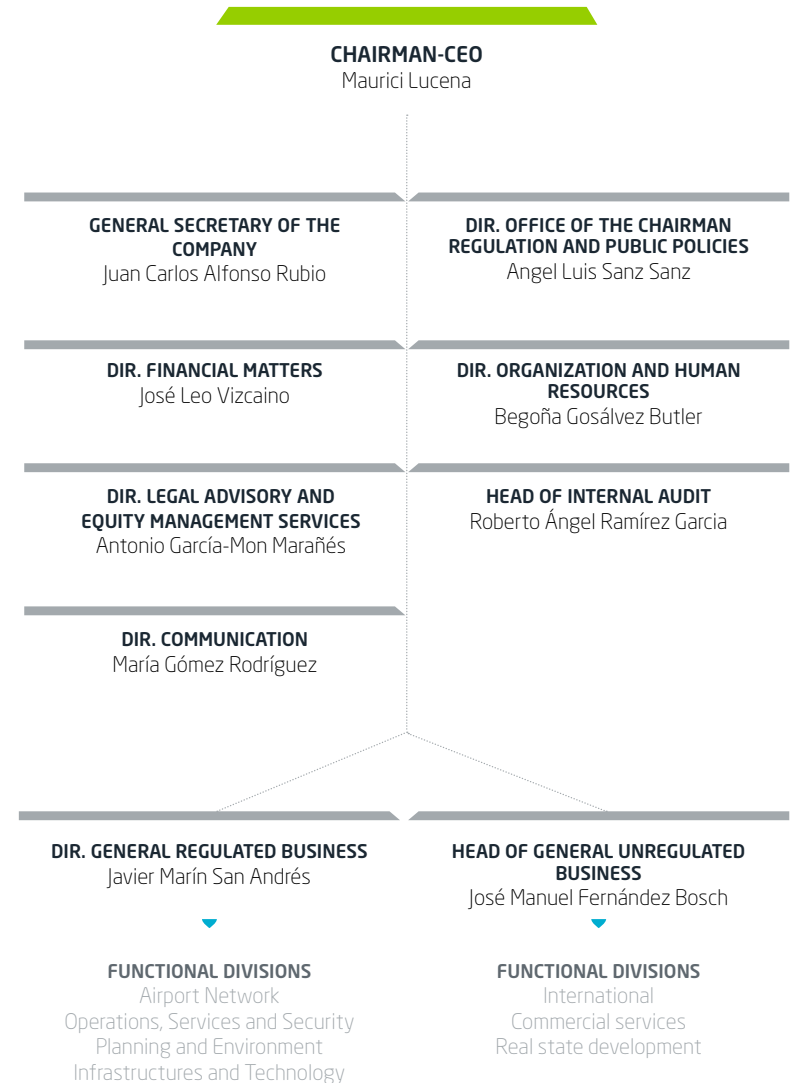 CHAIRMAN-CEO
Maurici Lucena
GENERAL SECRETARY OF THE
COMPANY
Juan Carlos Alfonso Rubio
DIR. OFFICE OF THE CHAIRMAN
REGULATION AND PUBLIC POLICIES
Angel Luis Sanz Sanz
DIR. FINANCIAL MATTERS
José Leo Vizcaino
DIR. ORGANIZATION AND HUMAN
RESOURCES
Begoña Gosálvez Butler
DIR. LEGAL ADVISORY AND
EQUITY MANAGEMENT SERVICES
Antonio García-Mon Marañés
HEAD OF INTERNAL AUDIT
Roberto Ángel Ramírez Garcia
DIR. COMMUNICATION
María Gómez Rodríguez
DIR. GENERAL REGULATED BUSINESS
Javier Marín San Andrés
FUNCTIONAL DIVISIONS
Airport Network
Operations, Services and Security
Planning and Environment
Infrastructures and Technology
HEAD OF GENERAL UNREGULATED
BUSINESS
José Manuel Fernández Bosch
FUNCTIONAL DIVISIONS
International
Commercial services
Real state development